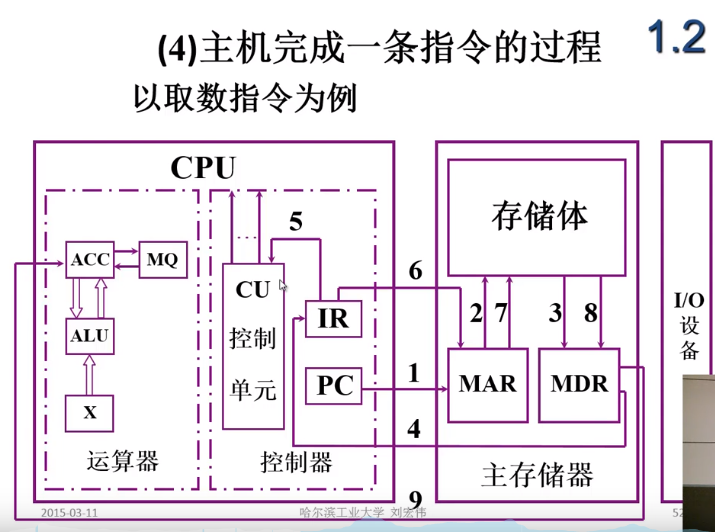 (4)主机完成一条指令的过程
1.2
以取数指令为例
CPU
ACC
MQ
ALU
X
运算器
5
CU
控制
单元
IR
PC
控制器
6
1
4
9
存储体
2
7
3
8
MAR
MDR
主存储器
I/O
设
备
2015-03-11
哈尔滨工业大学 刘宏伟
52